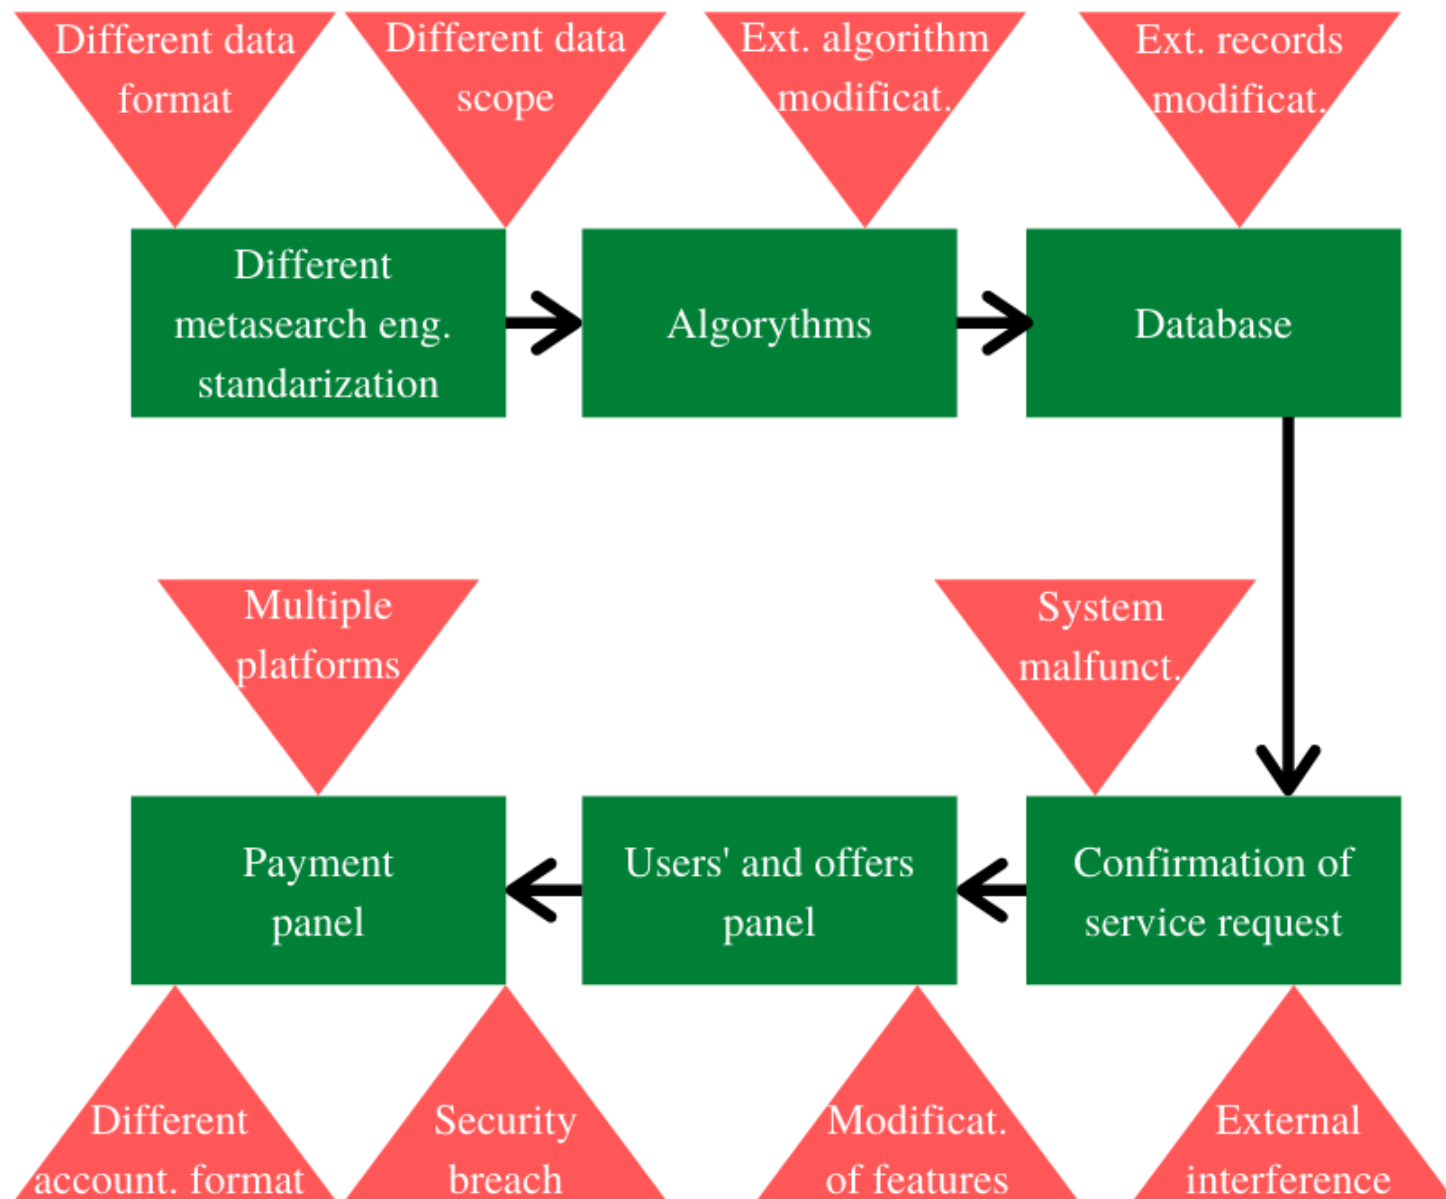 Different data
format
Different data
scope
Ext. algorithm
modificat.
Ext. records
modificat.
Different
metasearch eng.
standarization
Algorythms
Database
Multiple
platforms
System
malfunct.
Payment
panel
Users' and offers
panel
Confirmation of
service request
Different
account. format
Security
breach
Modificat.
of features
External
interference